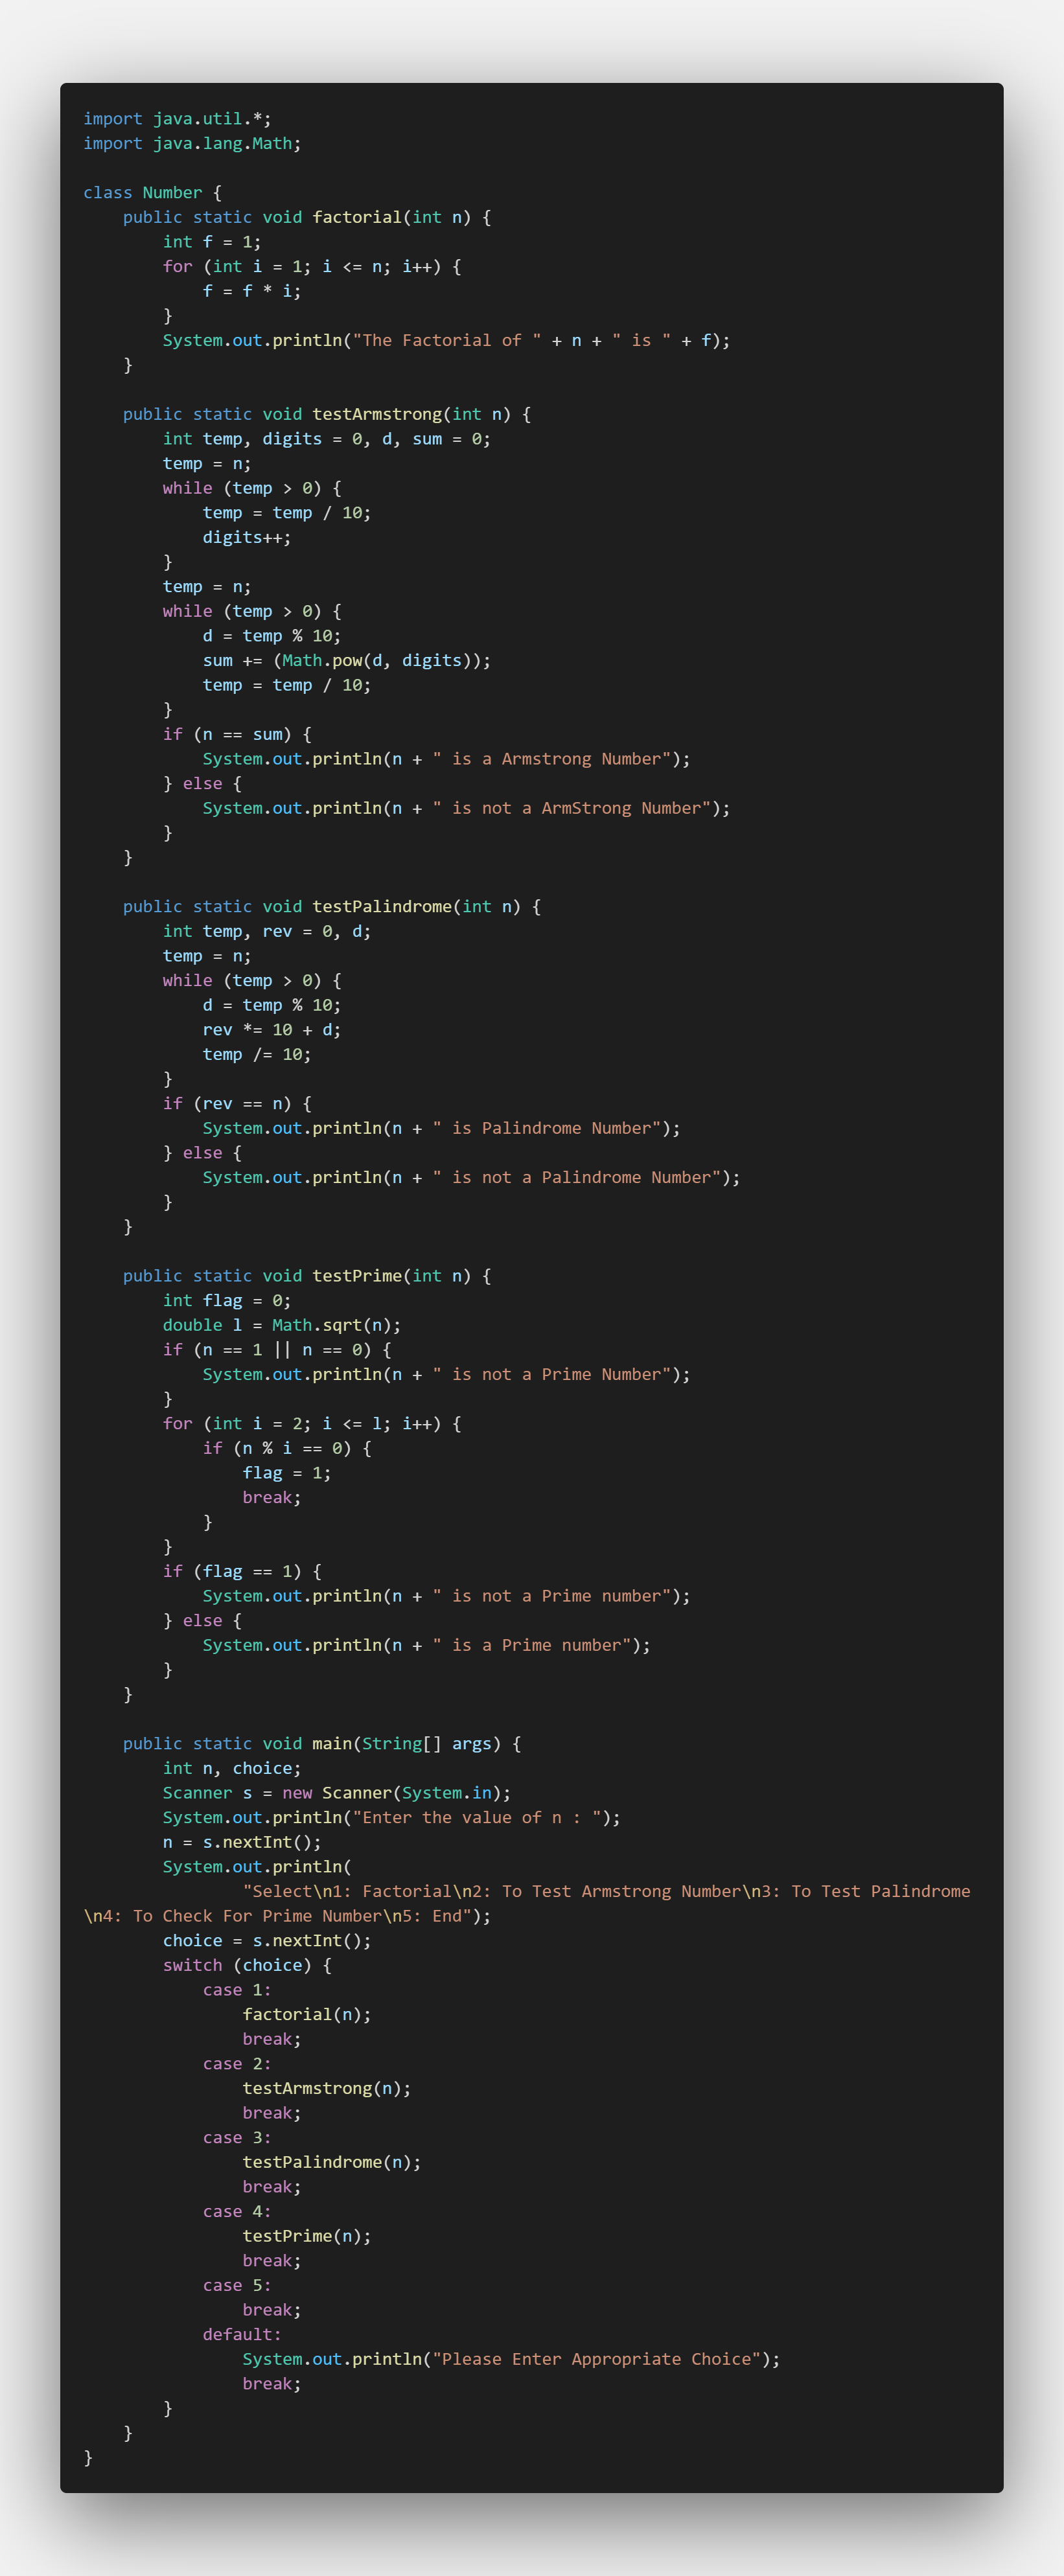 import java.util.*;
import java.lang.Math;

class Number {
    public static void factorial(int n) {
        int f = 1;
        for (int i = 1; i <= n; i++) {
            f = f * i;
        }
        System.out.println("The Factorial of " + n + " is " + f);
    }

    public static void testArmstrong(int n) {
        int temp, digits = 0, d, sum = 0;
        temp = n;
        while (temp > 0) {
            temp = temp / 10;
            digits++;
        }
        temp = n;
        while (temp > 0) {
            d = temp % 10;
            sum += (Math.pow(d, digits));
            temp = temp / 10;
        }
        if (n == sum) {
            System.out.println(n + " is a Armstrong Number");
        } else {
            System.out.println(n + " is not a ArmStrong Number");
        }
    }

    public static void testPalindrome(int n) {
        int temp, rev = 0, d;
        temp = n;
        while (temp > 0) {
            d = temp % 10;
            rev *= 10 + d;
            temp /= 10;
        }
        if (rev == n) {
            System.out.println(n + " is Palindrome Number");
        } else {
            System.out.println(n + " is not a Palindrome Number");
        }
    }

    public static void testPrime(int n) {
        int flag = 0;
        double l = Math.sqrt(n);
        if (n == 1 || n == 0) {
            System.out.println(n + " is not a Prime Number");
        }
        for (int i = 2; i <= l; i++) {
            if (n % i == 0) {
                flag = 1;
                break;
            }
        }
        if (flag == 1) {
            System.out.println(n + " is not a Prime number");
        } else {
            System.out.println(n + " is a Prime number");
        }
    }

    public static void main(String[] args) {
        int n, choice;
        Scanner s = new Scanner(System.in);
        System.out.println("Enter the value of n : ");
        n = s.nextInt();
        System.out.println(
                "Select\n1: Factorial\n2: To Test Armstrong Number\n3: To Test Palindrome
\n4: To Check For Prime Number\n5: End");
        choice = s.nextInt();
        switch (choice) {
            case 1:
                factorial(n);
                break;
            case 2:
                testArmstrong(n);
                break;
            case 3:
                testPalindrome(n);
                break;
            case 4:
                testPrime(n);
                break;
            case 5:
                break;
            default:
                System.out.println("Please Enter Appropriate Choice");
                break;
        }
    }
}